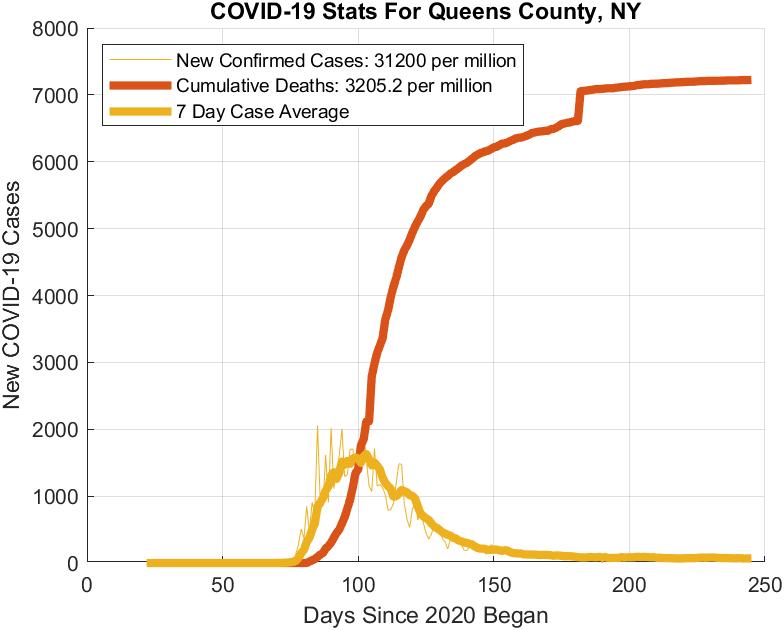 COVID-19 Stats For Queens County, NY
8000
7000
6000
5000
4000
3000
2000
1000
0
New COVID-19 Cases
New Confirmed Cases: 31200 per million
Cumulative Deaths: 3205.2 per million
7 Day Case Average
0 50 100 150 200 250
Days Since 2020 Began